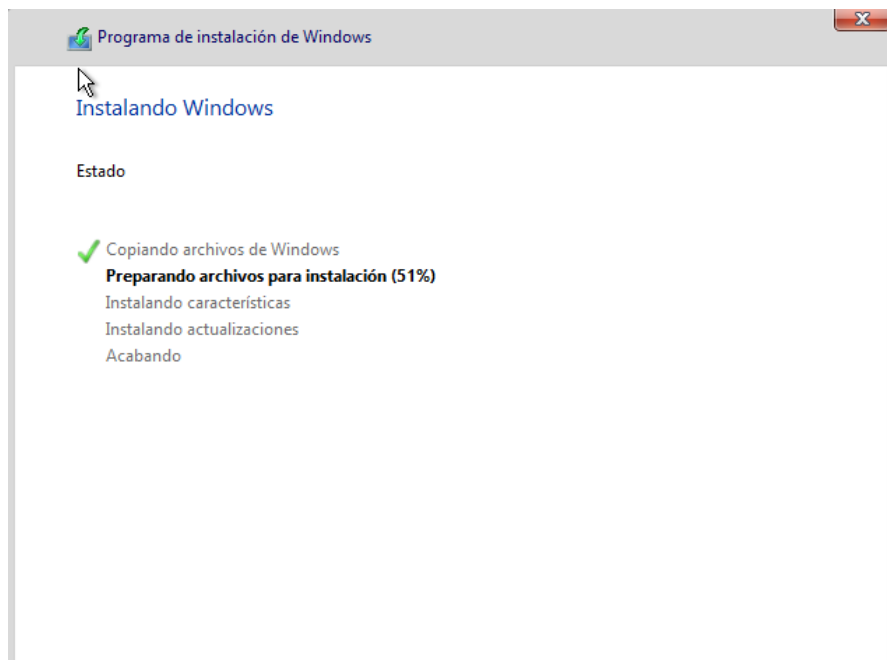 Programa de instalación de Windows
Instalando Windows
Estado
Copiando archivos de Windows
Preparando archivos para instalación (51%)
Instalando características
Instalando actualizaciones
Acabando